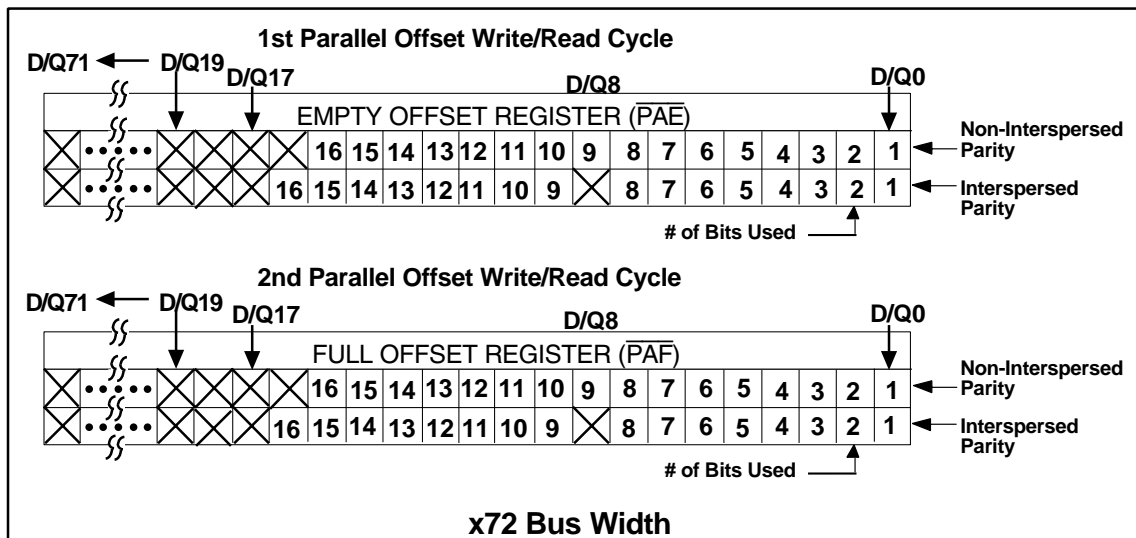 1st Parallel Offset Write/Read Cycle
D/Q71 D/Q19
D/Q17 D/Q8 D/Q0
EMPTY OFFSET REGISTER (PAE)
16 15 14 13 12 11 10 9 8 7 6 5 4 3 2 1 Non-Interspersed Parity
16 15 14 13 12 11 10 9 8 7 6 5 4 3 2 1 Interspersed Parity
# of Bits Used
2nd Parallel Offset Write/Read Cycle
D/Q71 D/Q19
D/Q17 D/Q8 D/Q0
FULL OFFSET REGISTER (PAF)
16 15 14 13 12 11 10 9 8 7 6 5 4 3 2 1 Non-Interspersed Parity
16 15 14 13 12 11 10 9 8 7 6 5 4 3 2 1 Interspersed Parity
# of Bits Used
x72 Bus Width